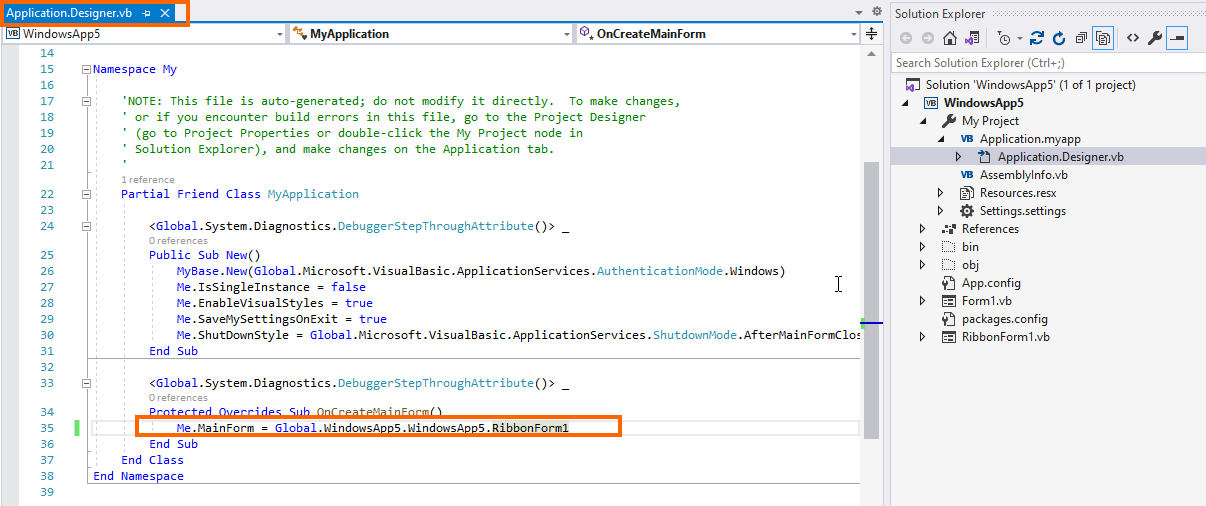 Application.Designer.vb
WindowsApp5
MyApplication
OnCreateMainForm
14
15 Namespace My
16
17 'NOTE: This file is auto-generated; do not modify it directly.  To make changes,
18 ' or if you encounter build errors in this file, go to the Project Designer
19 ' (go to Project Properties or double-click the My Project node in
20 ' Solution Explorer), and make changes on the Application tab.
21 '
1 reference
22 Partial Friend Class MyApplication
23
24 <Global.System.Diagnostics.DebuggerStepThroughAttribute()> _
0 references
25 Public Sub New()
26 MyBase.New(Global.Microsoft.VisualBasic.ApplicationServices.AuthenticationMode.Windows)
27 Me.IsSingleInstance = false
28 Me.EnableVisualStyles = true
29 Me.SaveMySettingsOnExit = true
30 Me.ShutDownStyle = Global.Microsoft.VisualBasic.ApplicationServices.ShutdownMode.AfterMainFormClos
31 End Sub
32
33 <Global.System.Diagnostics.DebuggerStepThroughAttribute()> _
0 references
34 Protected Overrides Sub OnCreateMainForm()
35 Me.MainForm = Global.WindowsApp5.WindowsApp5.RibbonForm1
36 End Sub
37 End Class
38 End Namespace
39
Solution Explorer
Search Solution Explorer (Ctrl+;)
Solution 'WindowsApp5' (1 of 1 project)
VB WindowsApp5
My Project
VB Application.myapp
Application.Designer.vb
VB AssemblyInfo.vb
Resources.resx
Settings.settings
References
bin
obj
App.config
Form1.vb
packages.config
RibbonForm1.vb